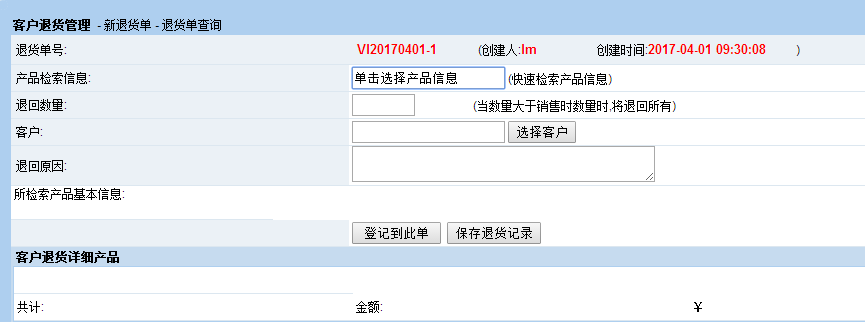 客户退货管理 - 新退货单 - 退货单查询
退货单号: VI20170401-1 (创建人:lm 创建时间:2017-04-01 09:30:08 )
产品检索信息: 单击选择产品信息 (快速检索产品信息)
退回数量: (当数量大于销售时数量时,将退回所有)
客户: 选择客户
退回原因:
所检索产品基本信息:
登记到此单 保存退货记录
客户退货详细产品
共计: 金额: ￥